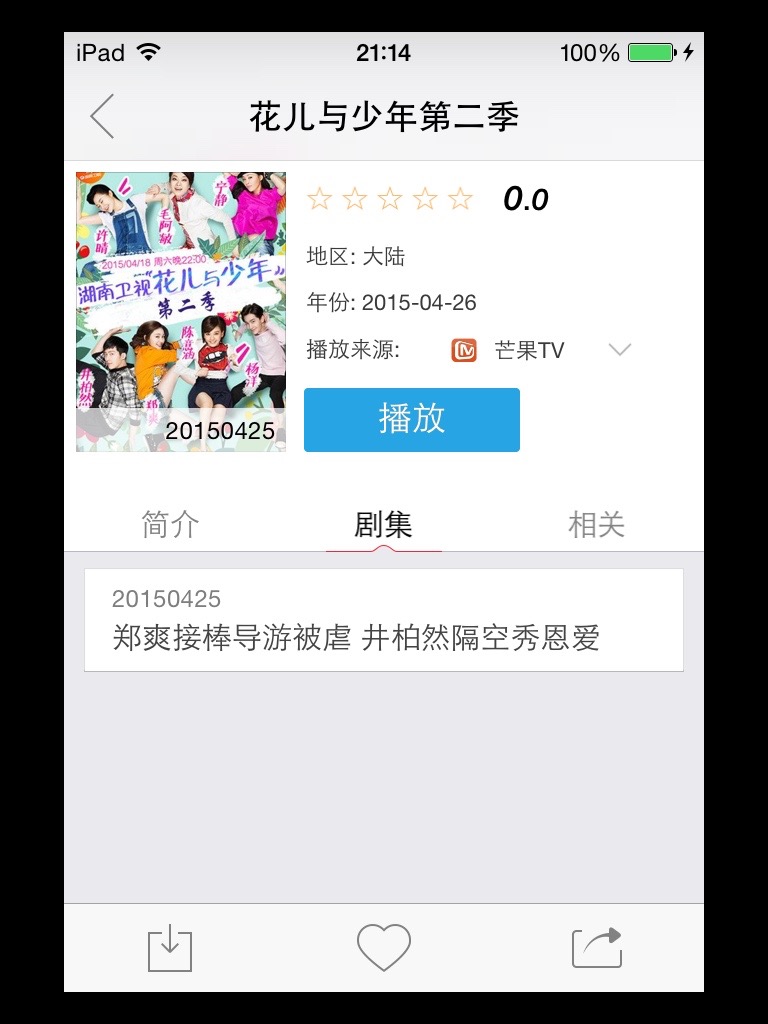 iPad 21:14 100%
花儿与少年第二季
宁静
毛阿敏
许晴
2015/04/18 周六晚22:00
湖南卫视“花儿与少年”
第二季
陈意涵
杨洋
井柏然
郑爽
20150425
0.0
地区: 大陆
年份: 2015-04-26
播放来源: 芒果TV
播放
简介 剧集 相关
20150425
郑爽接棒导游被虐 井柏然隔空秀恩爱